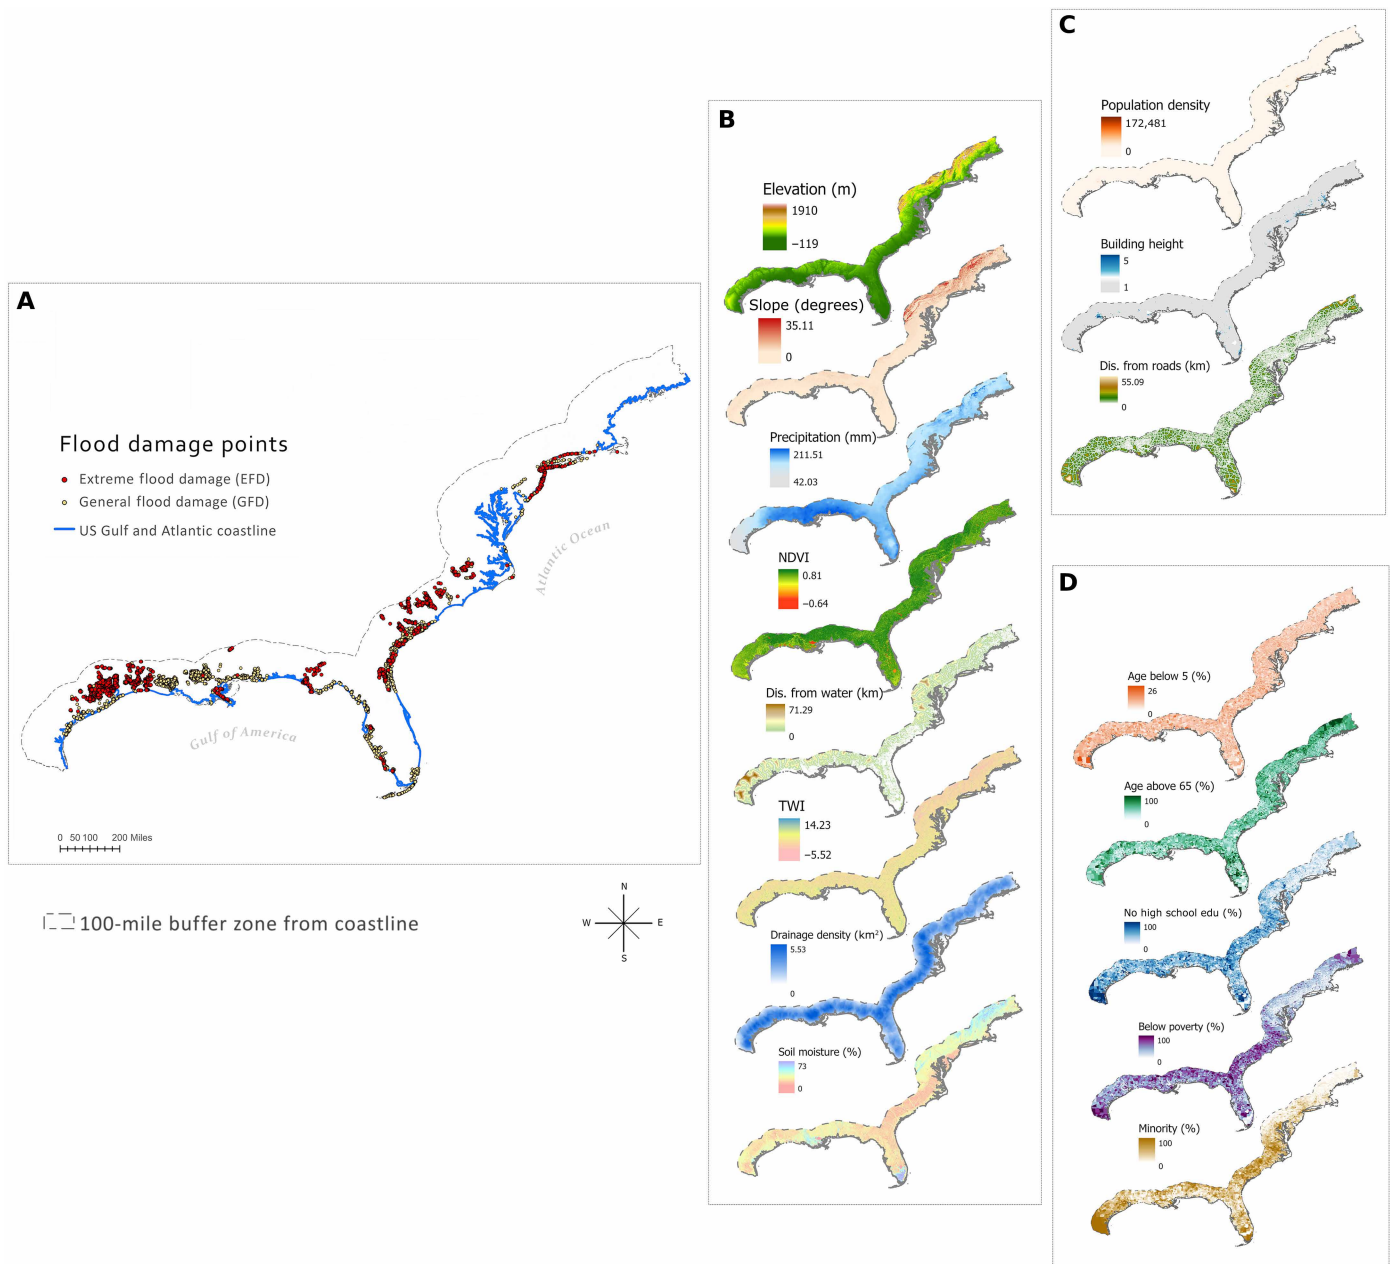 A
Flood damage points
Extreme flood damage (EFD)
General flood damage (GFD)
US Gulf and Atlantic coastline
Atlantic Ocean
Gulf of America
0 50 100 200 Miles
100-mile buffer zone from coastline
N
W E
S
B
Elevation (m)
1910
−119
Slope (degrees)
35.11
0
Precipitation (mm)
211.51
42.03
NDVI
0.81
−0.64
Dis. from water (km)
71.29
0
TWI
14.23
−5.52
Drainage density (km²)
5.53
0
Soil moisture (%)
73
0
C
Population density
172,481
0
Building height
5
1
Dis. from roads (km)
55.09
0
D
Age below 5 (%)
26
0
Age above 65 (%)
100
0
No high school edu (%)
100
0
Below poverty (%)
100
0
Minority (%)
100
0